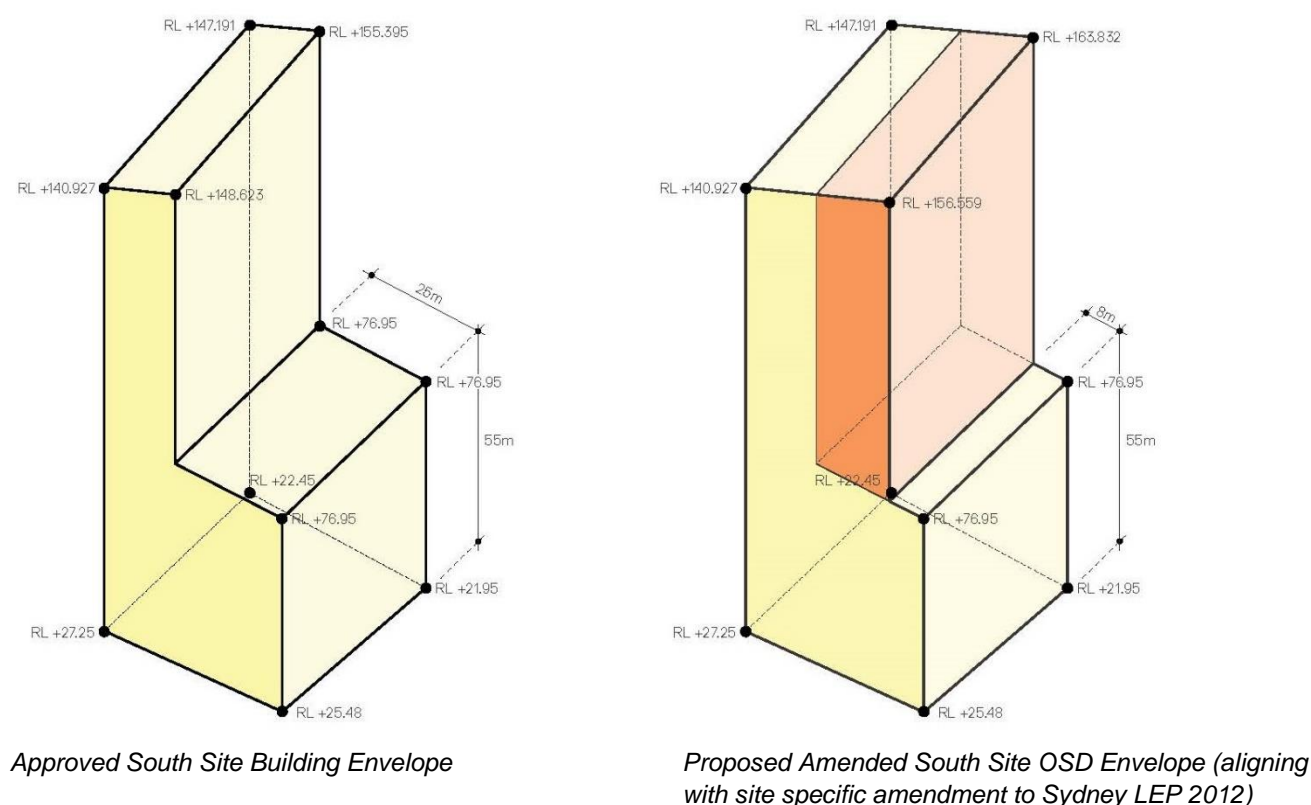 RL +147.191
RL +155.395
RL +140.927
RL +148.623
25m
RL +76.95
RL +76.95
55m
RL +22.45
RL +76.95
RL +21.95
RL +27.25
RL +25.48
Approved South Site Building Envelope
RL +147.191
RL +163.832
RL +140.927
RL +156.559
8m
RL +76.95
55m
RL +22.45
RL +76.95
RL +21.95
RL +27.25
RL +25.48
Proposed Amended South Site OSD Envelope (aligning
with site specific amendment to Sydney LEP 2012)